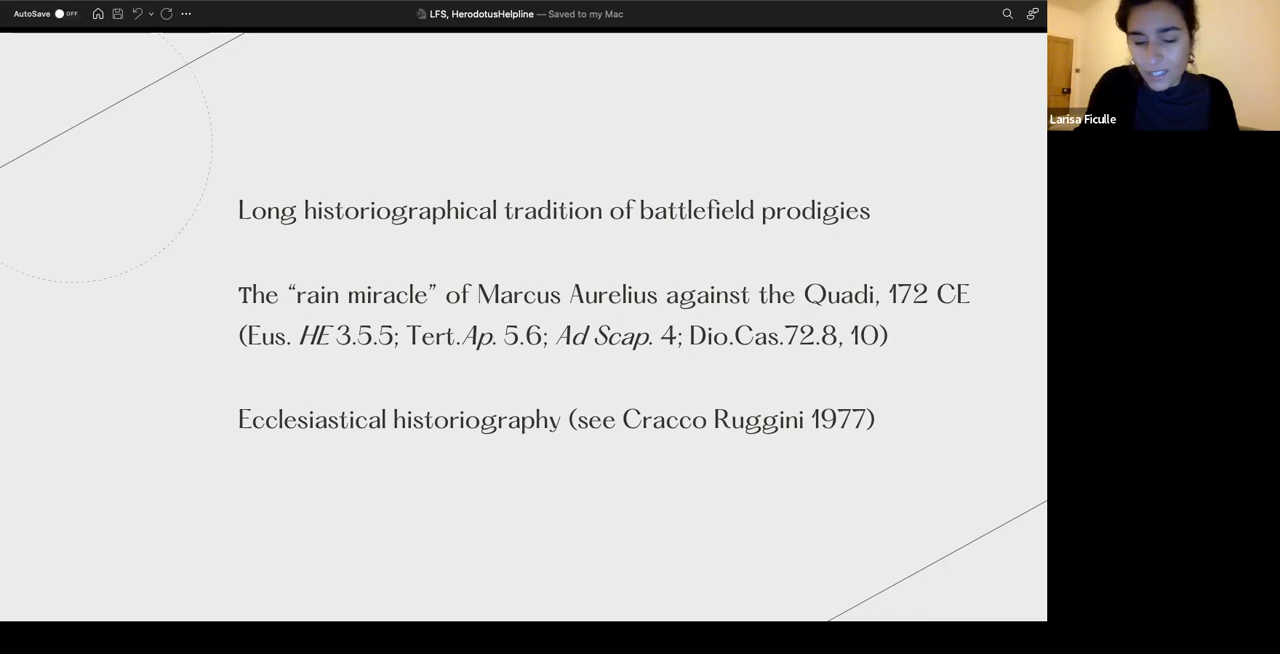 AutoSave OFF
LFS, HerodotusHelpline — Saved to my Mac
Larisa Ficulle
Long historiographical tradition of battlefield prodigies
The “rain miracle” of Marcus Aurelius against the Quadi, 172 CE
(Eus. HE 3.5.5; Tert.Ap. 5.6; Ad Scap. 4; Dio.Cas.72.8, 10)
Ecclesiastical historiography (see Cracco Ruggini 1977)